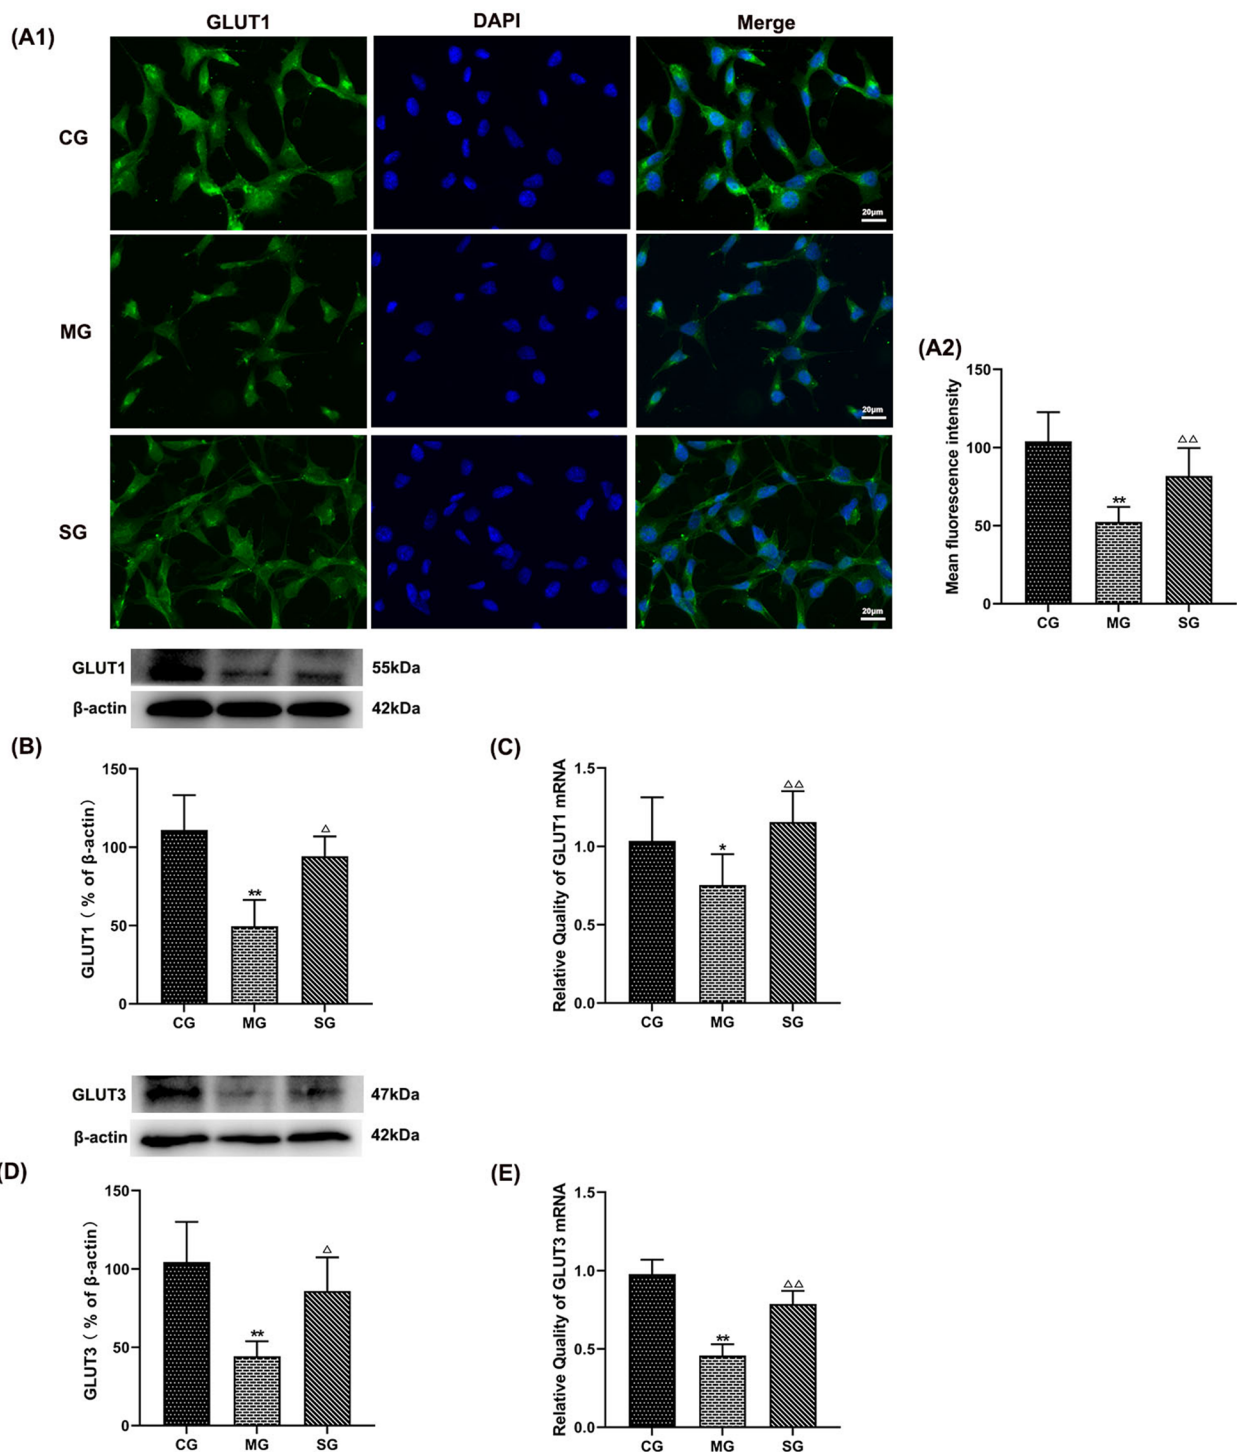 (A1)
GLUT1 DAPI Merge
CG
20μm
MG
20μm
SG
20μm
(A2)
Mean fluorescence intensity
150
100
50
0
**
△△
CG MG SG
GLUT1 55kDa
β-actin 42kDa
(B)
GLUT1 ( % of β-actin)
150
100
50
0
**
△
CG MG SG
(C)
Relative Quality of GLUT1 mRNA
1.5
1.0
0.5
0.0
*
△△
CG MG SG
GLUT3 47kDa
β-actin 42kDa
(D)
GLUT3 ( % of β-actin)
150
100
50
0
**
△
CG MG SG
(E)
Relative Quality of GLUT3 mRNA
1.5
1.0
0.5
0.0
**
△△
CG MG SG